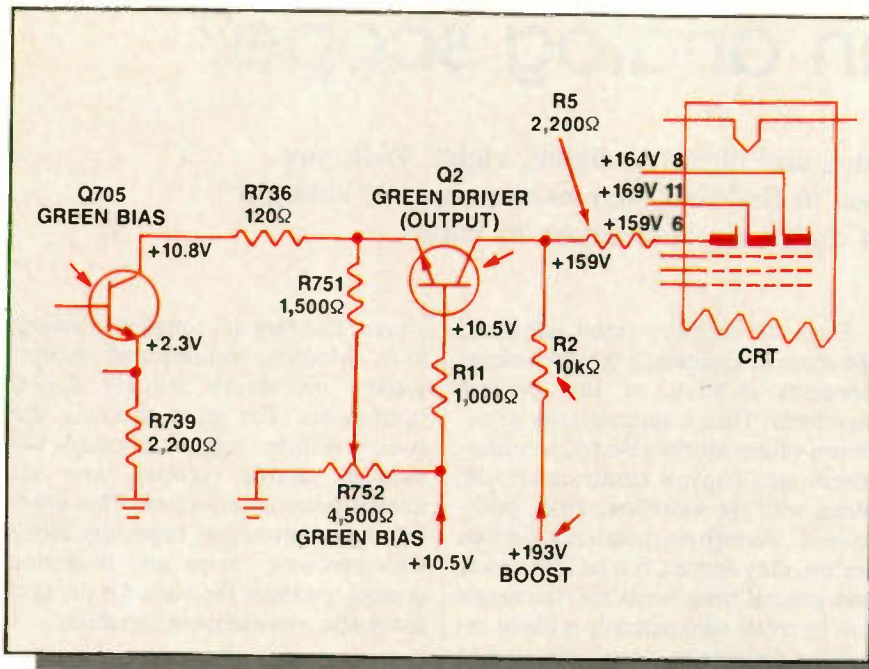 R5
2,200Ω
+164V 8
+169V 11
+159V 6
Q2
GREEN DRIVER
(OUTPUT)
Q705
GREEN BIAS
R736
120Ω
+10.8V
+159V
R751
1,500Ω
+10.5V
CRT
+2.3V
R2
10kΩ
R11
1,000Ω
R739
2,200Ω
R752
4,500Ω
GREEN BIAS
+10.5V
+193V
BOOST